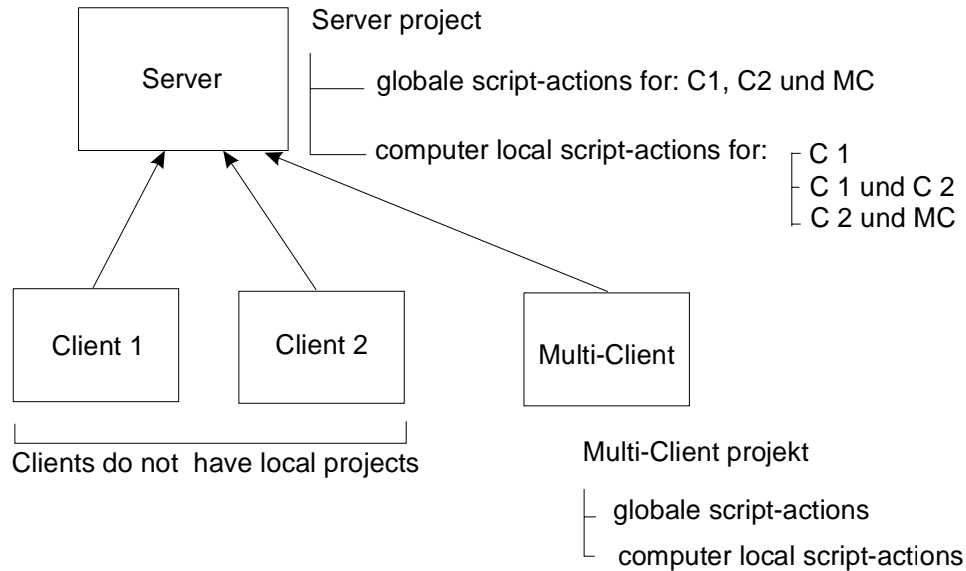 Server project
Server
globale script-actions for: C1, C2 und MC
computer local script-actions for:
C 1
C 1 und C 2
C 2 und MC
Client 1
Client 2
Multi-Client
Clients do not have local projects
Multi-Client projekt
globale script-actions
computer local script-actions